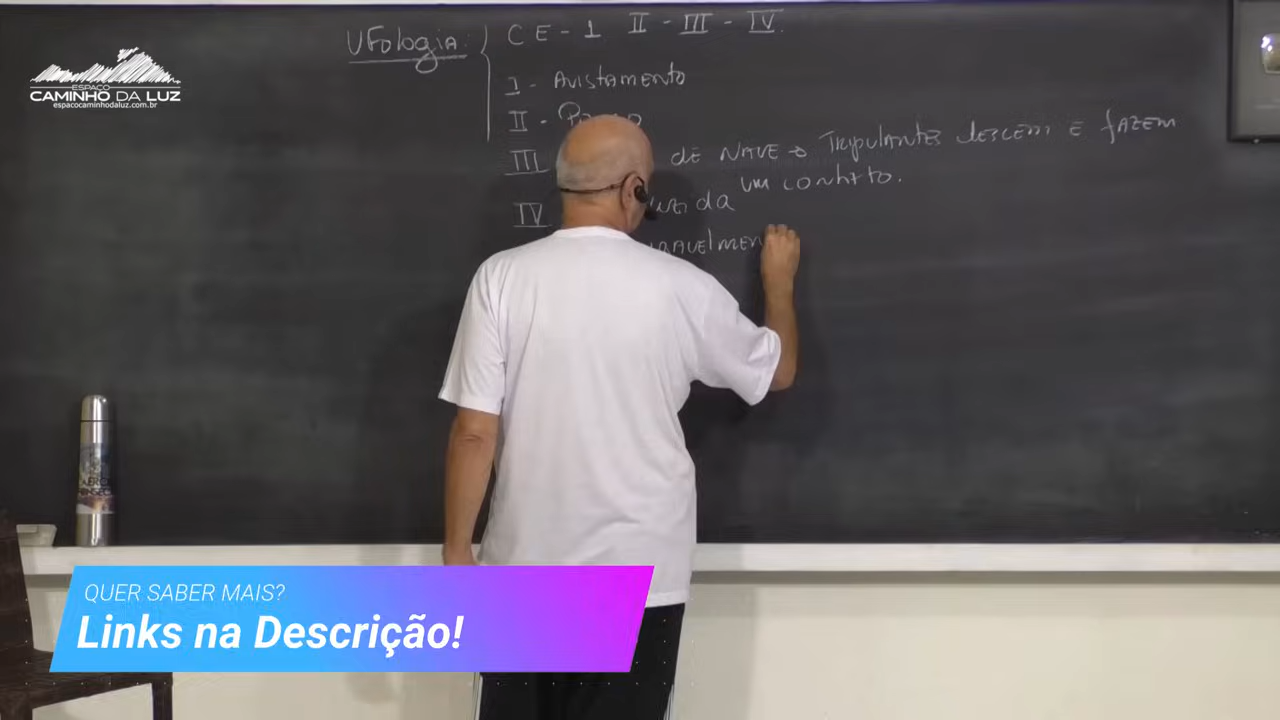 UFologia: CE - 1 II - III - IV.
I - Avistamento
II -
III DE NAVE → Tripulantes descem E fazem
um contato.
IV da
ESPAÇO
CAMINHO DA LUZ
espacocaminhodaluz.com.br
QUER SABER MAIS?
Links na Descrição!